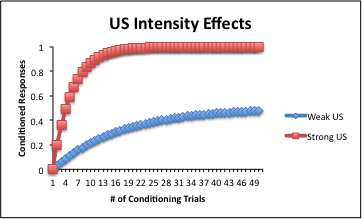 US Intensity Effects
Conditioned Responses
1
0.8
0.6
0.4
0.2
0
1 4 7 10 13 16 19 22 25 28 31 34 37 40 43 46 49
# of Conditioning Trials
Weak US
Strong US